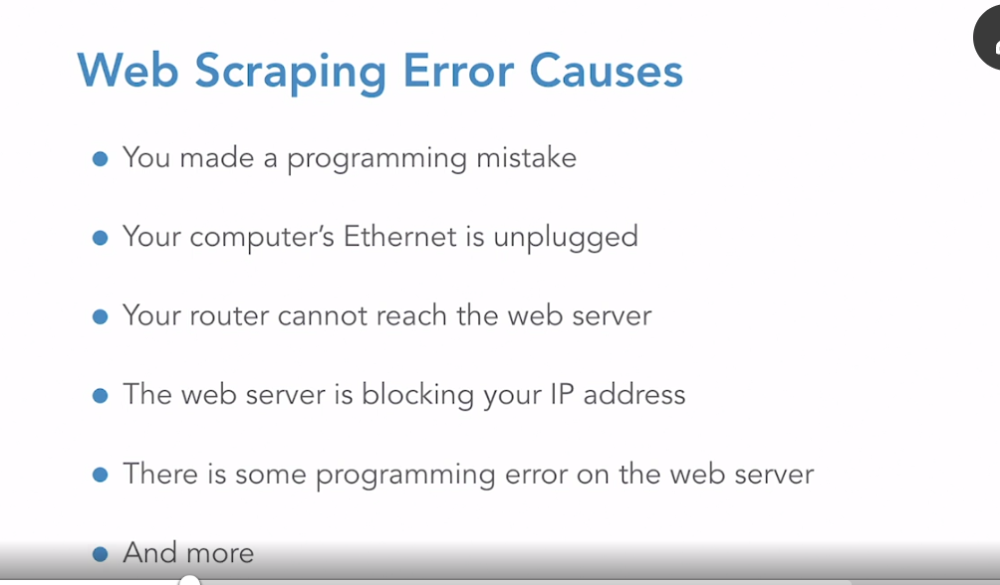 Web Scraping Error Causes
You made a programming mistake
Your computer’s Ethernet is unplugged
Your router cannot reach the web server
The web server is blocking your IP address
There is some programming error on the web server
And more